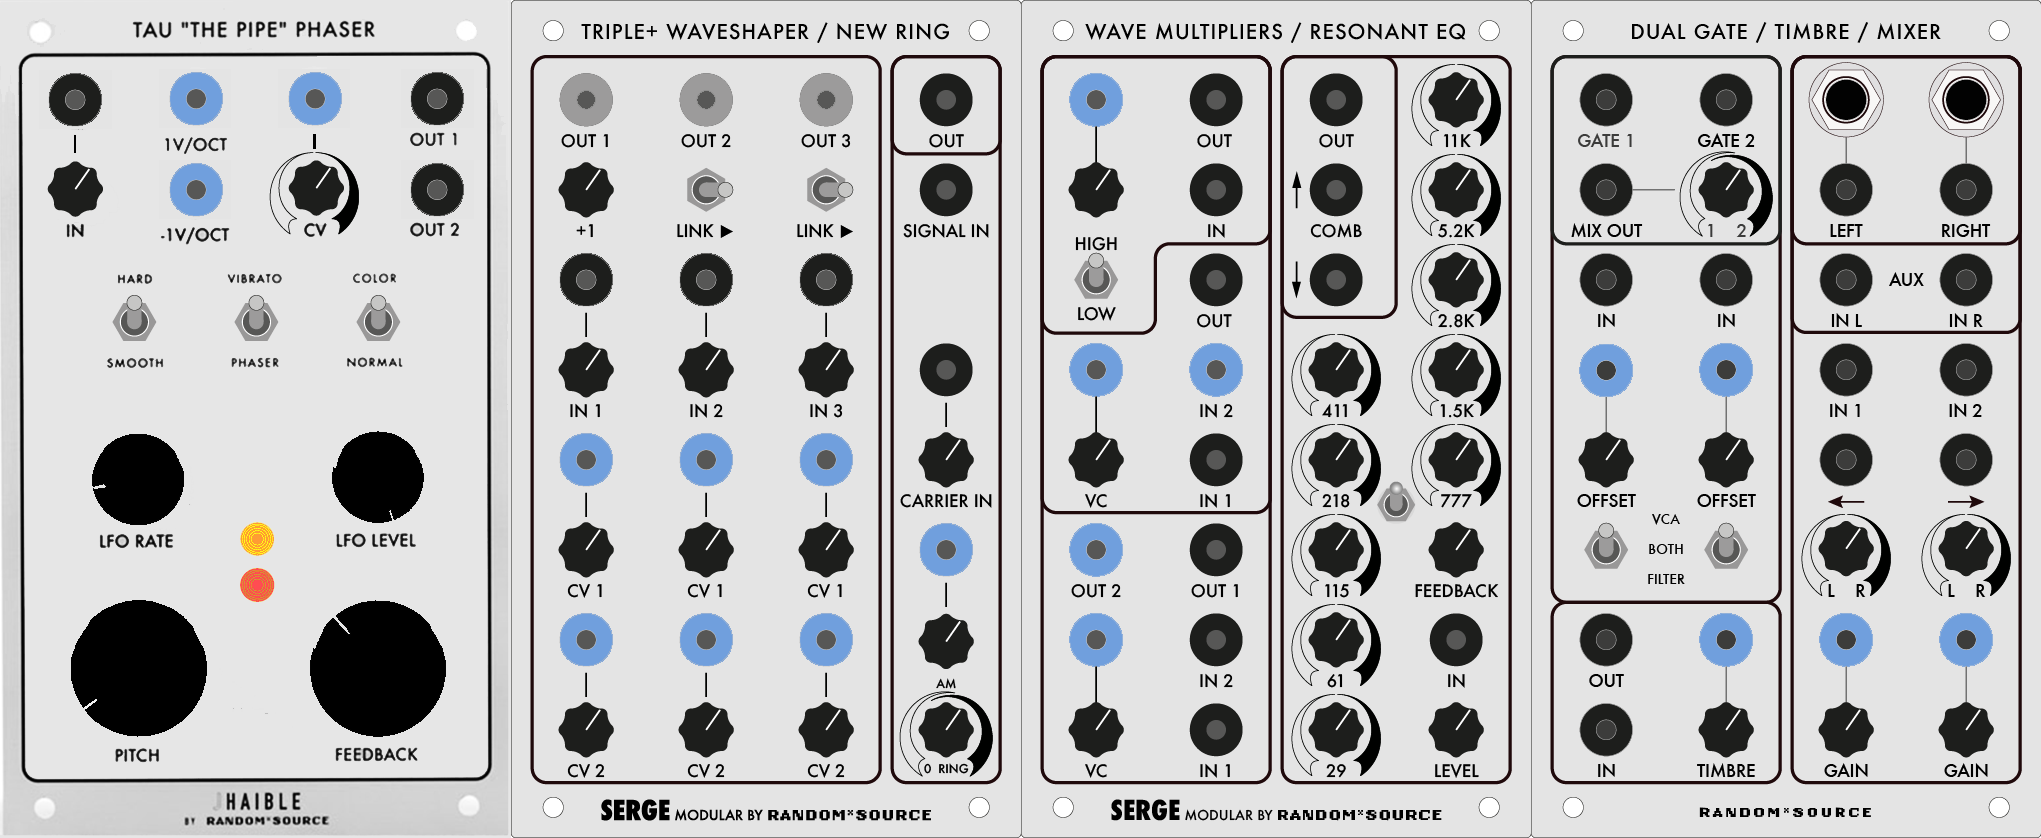 TAU "THE PIPE" PHASER
1V/OCT
OUT 1
IN
-1V/OCT
CV
OUT 2
HARD
VIBRATO
COLOR
SMOOTH
PHASER
NORMAL
LFO RATE
LFO LEVEL
PITCH
FEEDBACK
JHAIBLE
BY RANDOM*SOURCE
TRIPLE+ WAVESHAPER / NEW RING
OUT 1
OUT 2
OUT 3
OUT
+1
LINK ▶
LINK ▶
SIGNAL IN
IN 1
IN 2
IN 3
CARRIER IN
CV 1
CV 1
CV 1
AM
CV 2
CV 2
CV 2
0 RING
SERGE MODULAR BY RANDOM*SOURCE
WAVE MULTIPLIERS / RESONANT EQ
OUT
OUT
11K
IN
COMB
5.2K
HIGH
LOW
OUT
2.8K
IN 2
411
1.5K
VC
IN 1
218
777
OUT 2
OUT 1
115
FEEDBACK
IN 2
61
IN
VC
IN 1
29
LEVEL
SERGE MODULAR BY RANDOM*SOURCE
DUAL GATE / TIMBRE / MIXER
GATE 1
GATE 2
MIX OUT
1 2
LEFT
RIGHT
IN
IN
AUX
IN L
IN R
IN 1
IN 2
OFFSET
OFFSET
VCA
BOTH
FILTER
L R
L R
OUT
IN
TIMBRE
GAIN
GAIN
RANDOM*SOURCE